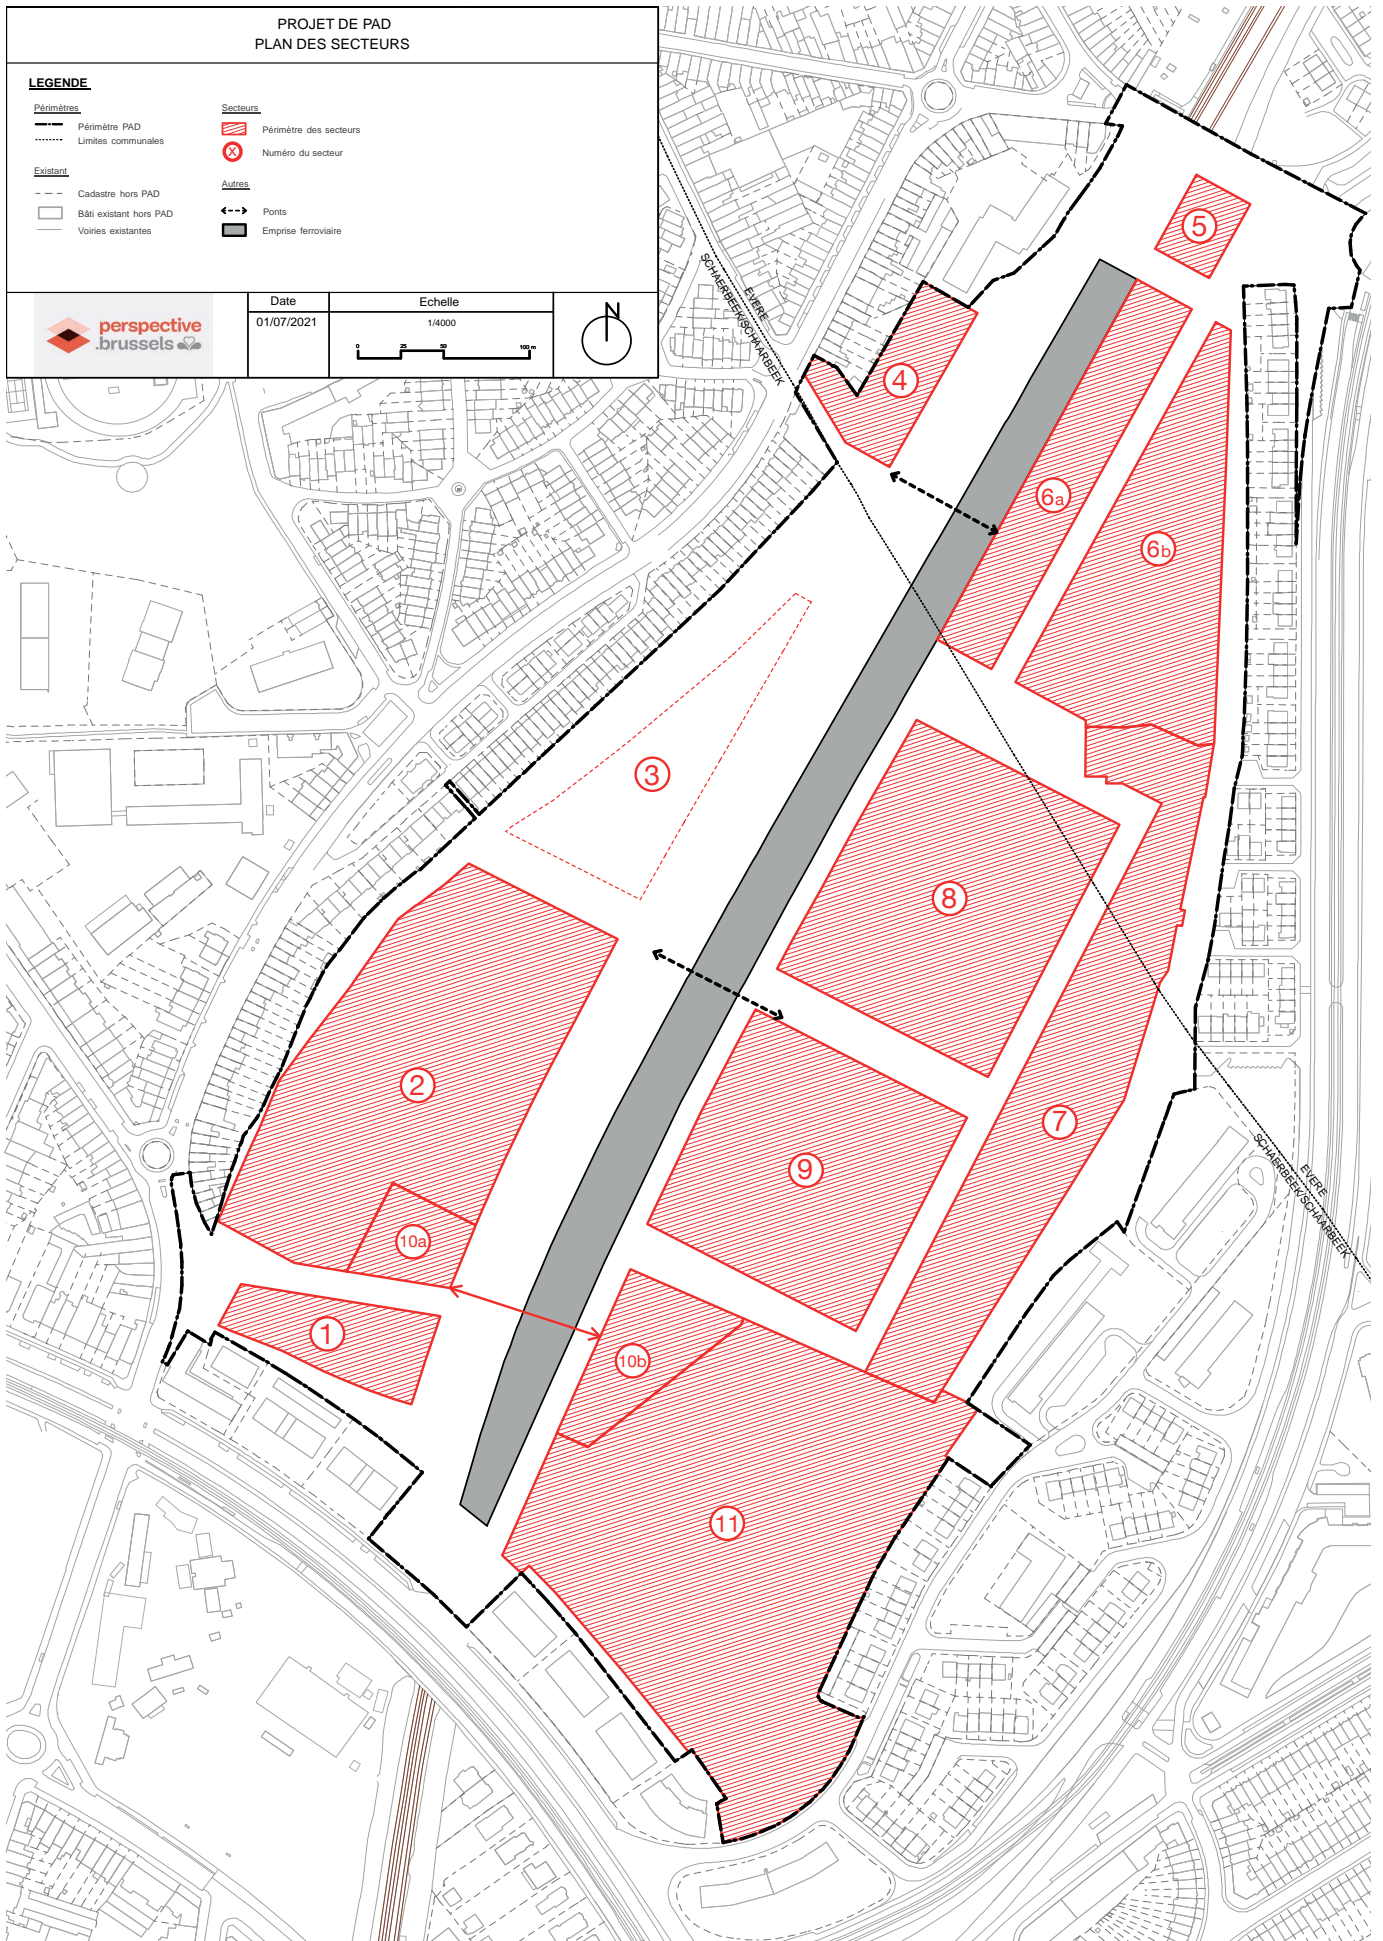 PROJET DE PAD
PLAN DES SECTEURS
LEGENDE
Périmètres
Périmètre PAD
Limites communales
Existant
Cadastre hors PAD
Bâti existant hors PAD
Voiries existantes
Secteurs
Périmètre des secteurs
X Numéro du secteur
Autres
Ponts
Emprise ferroviaire
perspective
.brussels
Date
01/07/2021
Echelle
1/4000
0 25 50 100 m
N
5
EVERE
SCHAERBEEK/SCHAARBEEK
4
6a
6b
3
8
2
7
9
EVERE
SCHAERBEEK/SCHAARBEEK
10a
1
10b
11